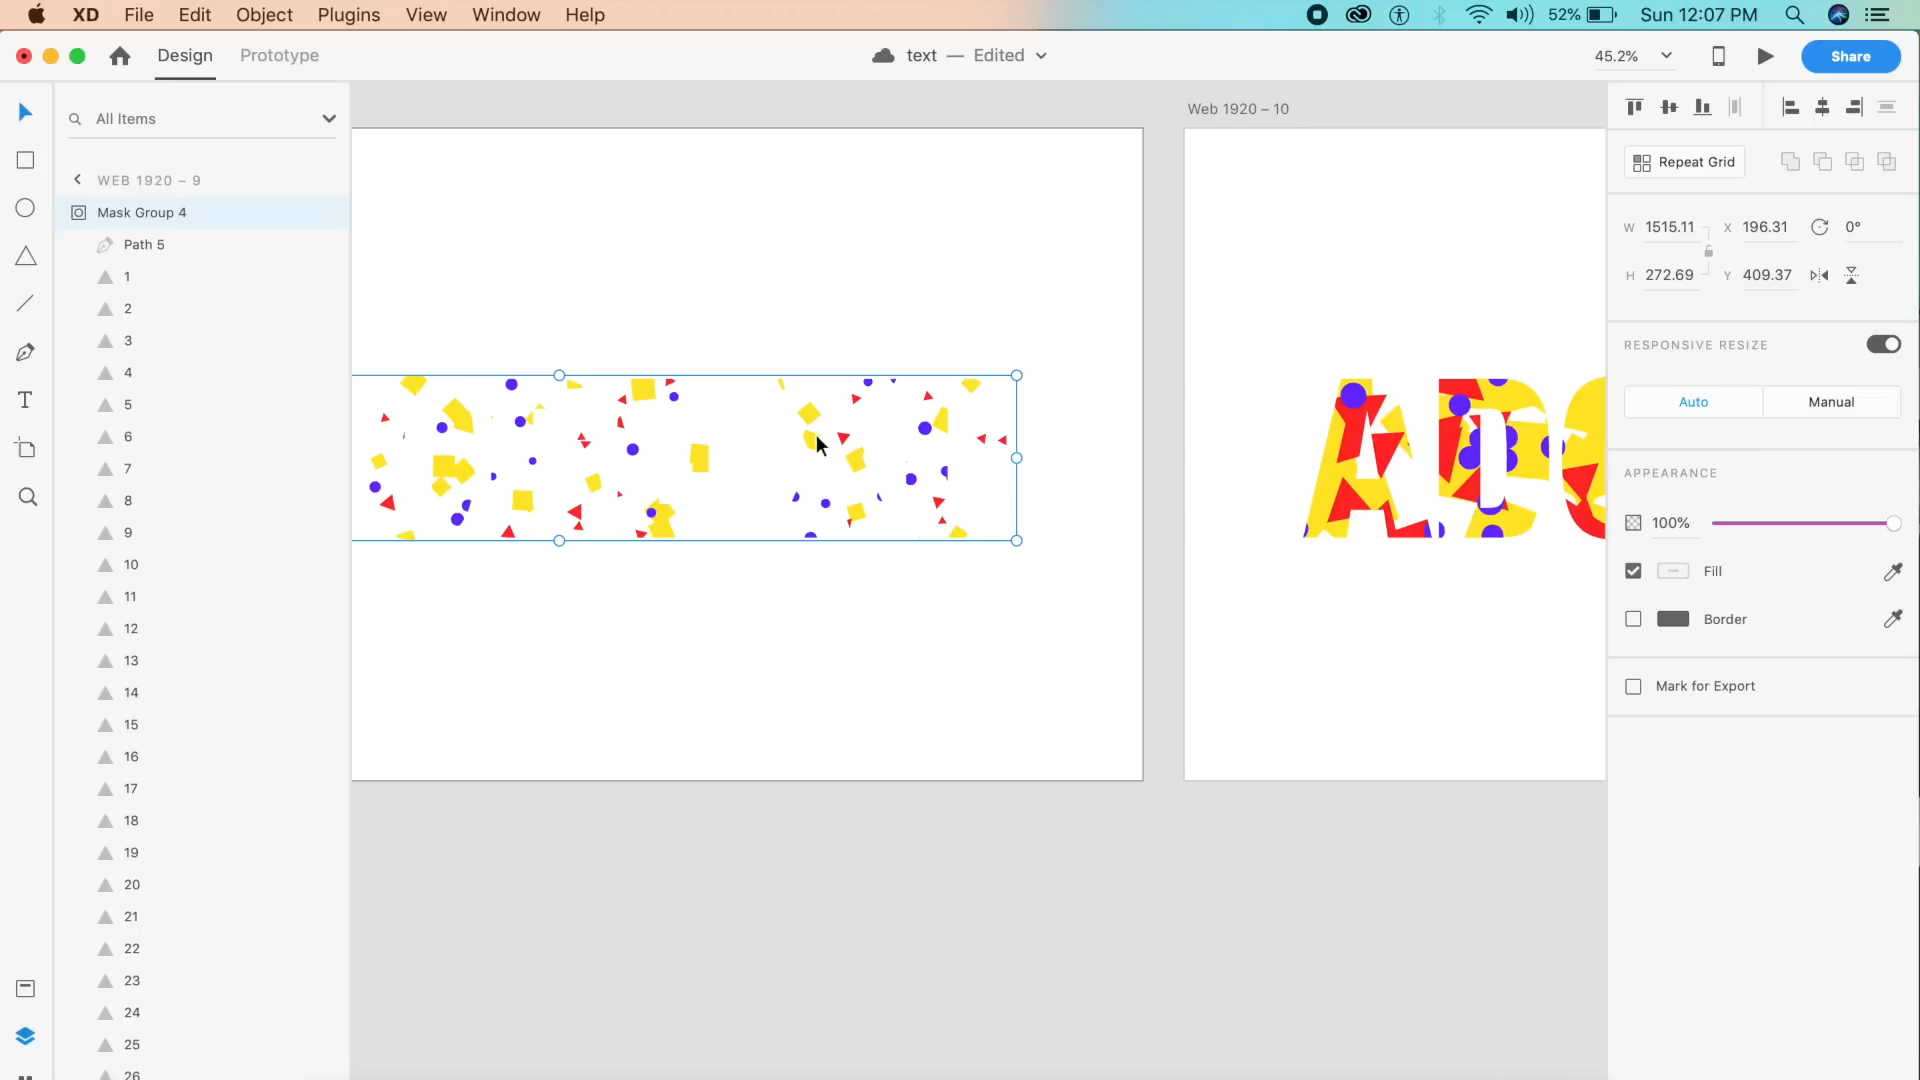 XD File Edit Object Plugins View Window Help 52% Sun 12:07 PM
Design Prototype text — Edited 45.2% Share
All Items
WEB 1920 – 9
Mask Group 4
Path 5
1
2
3
4
5
6
7
8
9
10
11
12
13
14
15
16
17
18
19
20
21
22
23
24
25
26
Web 1920 – 10
ADO
Repeat Grid
W 1515.11 X 196.31 0°
H 272.69 Y 409.37
RESPONSIVE RESIZE
Auto Manual
APPEARANCE
100%
Fill
Border
Mark for Export